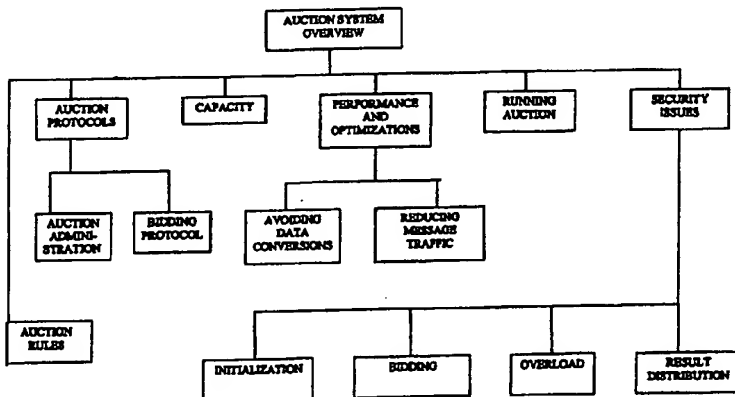 AUCTION SYSTEM
OVERVIEW
AUCTION
PROTOCOLS
CAPACITY
PERFORMANCE
AND
OPTIMIZATIONS
RUNNING
AUCTION
SECURITY
ISSUES
AUCTION
ADMINI-
STRATION
BIDDING
PROTOCOL
AVOIDING
DATA
CONVERSIONS
REDUCING
MESSAGE
TRAFFIC
AUCTION
RULES
INITIALIZATION
BIDDING
OVERLOAD
RESULT
DISTRIBUTION